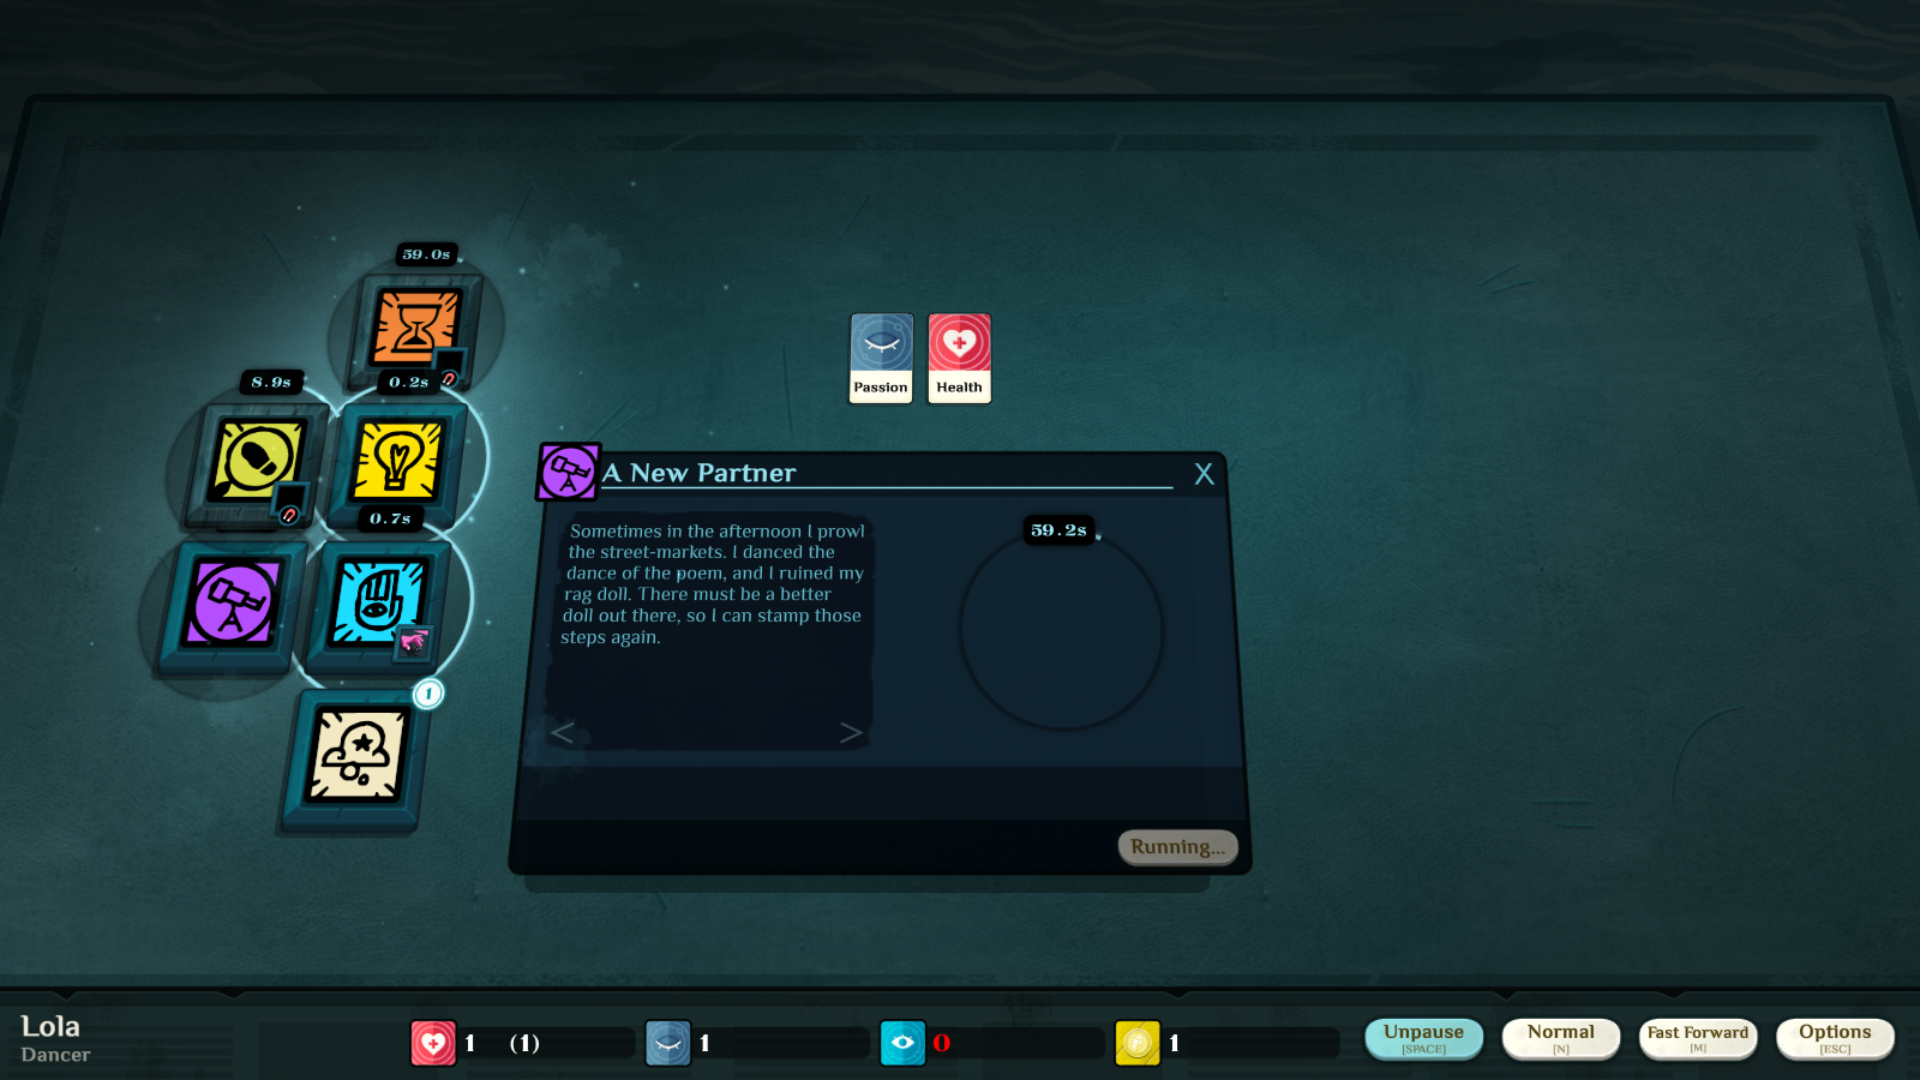 59.0s
8.9s
0.2s
0.7s
1
Passion
Health
A New Partner
X
Sometimes in the afternoon I prowl
the street-markets. I danced the
dance of the poem, and I ruined my
rag doll. There must be a better
doll out there, so I can stamp those
steps again.
<
>
59.2s
Running...
Lola
Dancer
1 (1)
1
0
1
Unpause
[SPACE]
Normal
[N]
Fast Forward
[M]
Options
[ESC]